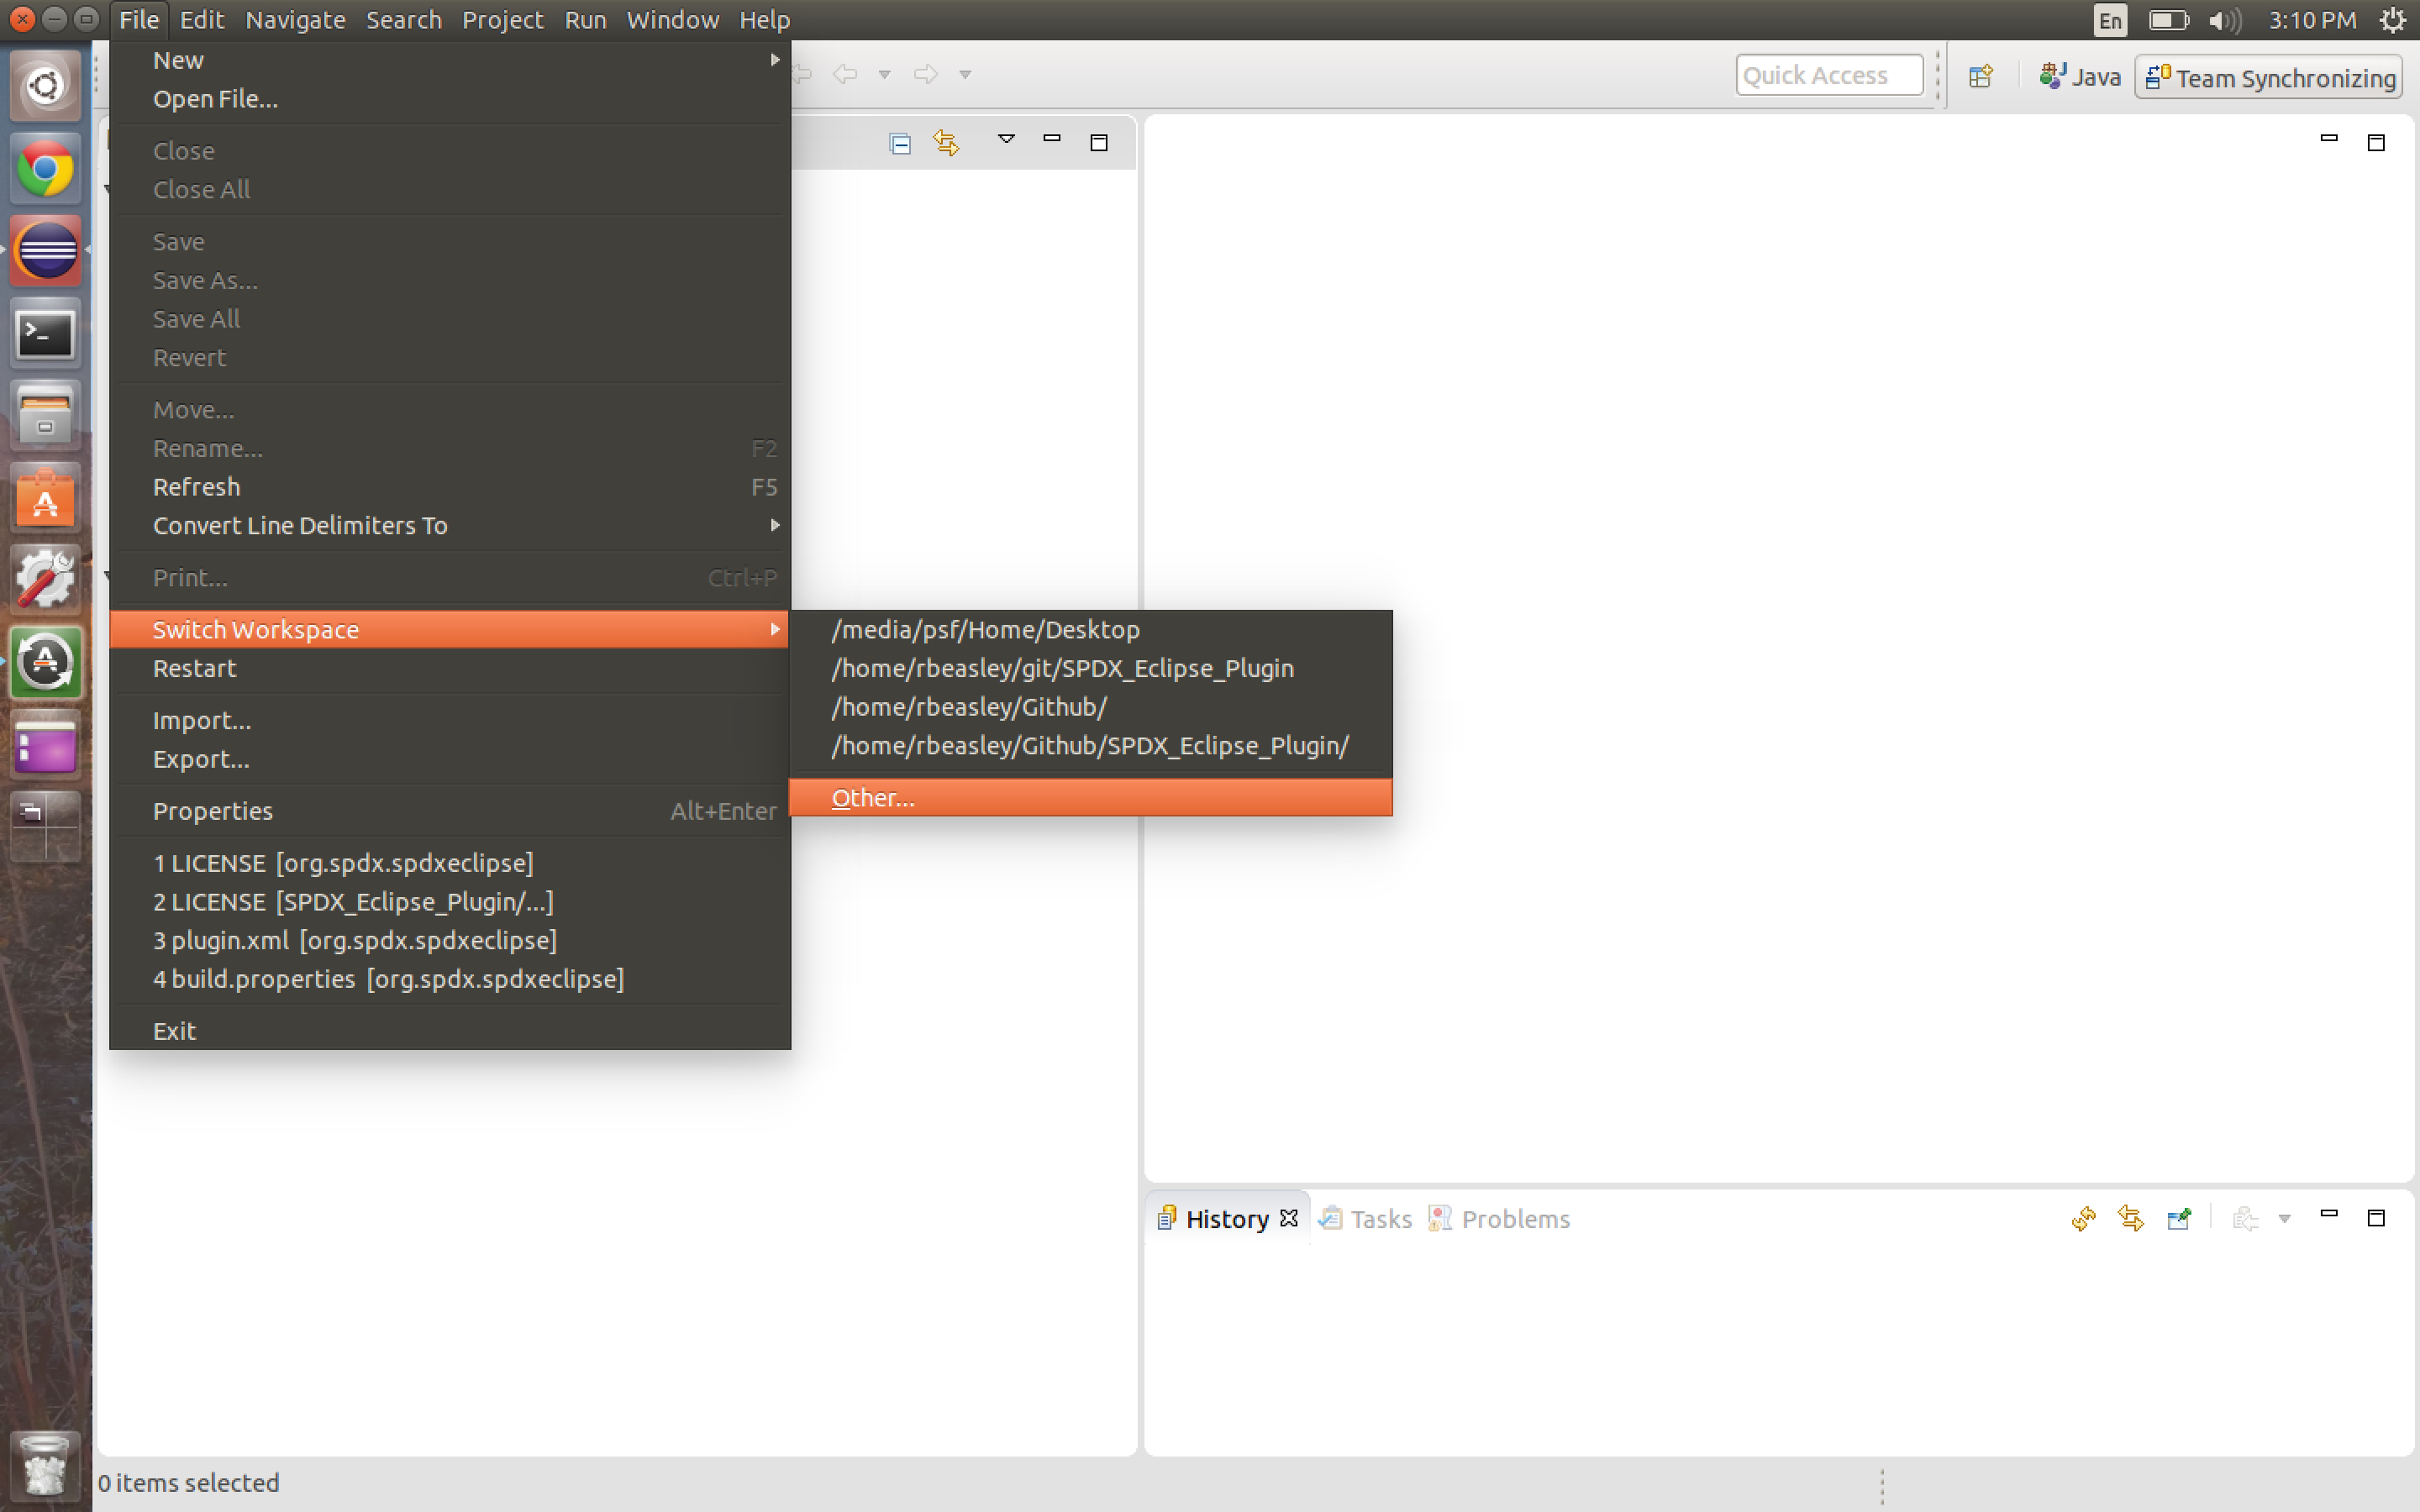 File Edit Navigate Search Project Run Window Help
En 3:10 PM
New
Open File...
Close
Close All
Save
Save As...
Save All
Revert
Move...
Rename... F2
Refresh F5
Convert Line Delimiters To
Print... Ctrl+P
Switch Workspace
Restart
Import...
Export...
Properties Alt+Enter
1 LICENSE [org.spdx.spdxeclipse]
2 LICENSE [SPDX_Eclipse_Plugin/...]
3 plugin.xml [org.spdx.spdxeclipse]
4 build.properties [org.spdx.spdxeclipse]
Exit
/media/psf/Home/Desktop
/home/rbeasley/git/SPDX_Eclipse_Plugin
/home/rbeasley/Github/
/home/rbeasley/Github/SPDX_Eclipse_Plugin/
Other...
Quick Access
Java
Team Synchronizing
History Tasks Problems
0 items selected